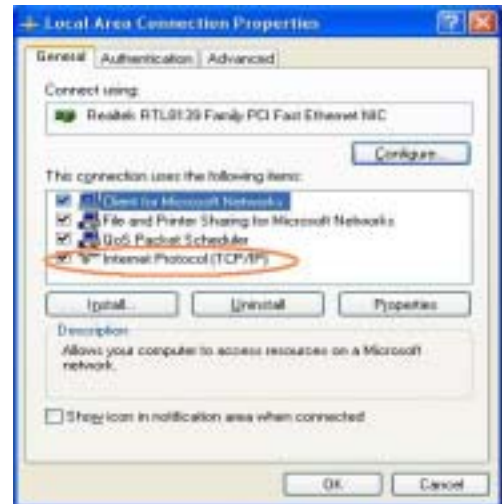 Local Area Connection Properties
General Authentication Advanced
Connect using:
Realtek RTL8139 Family PCI Fast Ethernet NIC
Configure...
This connection uses the following items:
Client for Microsoft Networks
File and Printer Sharing for Microsoft Networks
QoS Packet Scheduler
Internet Protocol (TCP/IP)
Install... Uninstall Properties
Description
Allows your computer to access resources on a Microsoft
network.
Show icon in notification area when connected
OK Cancel